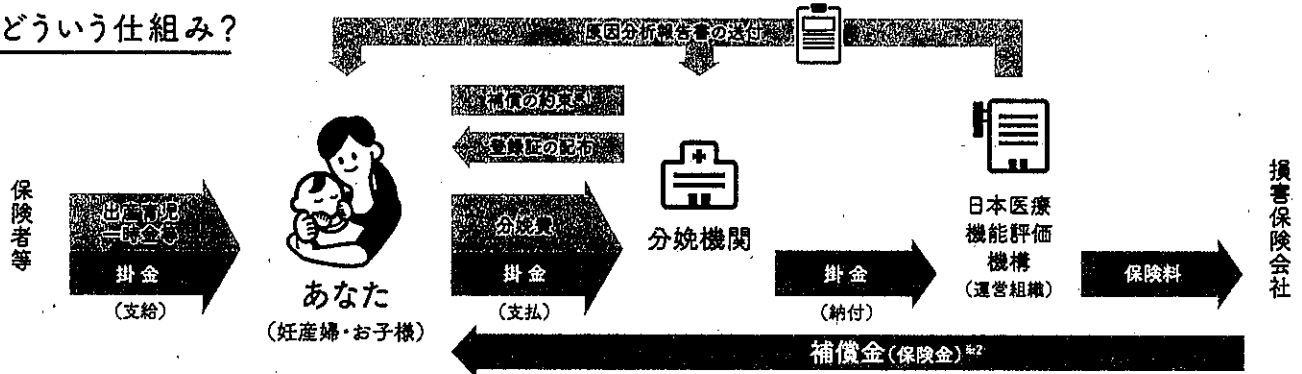 どういう仕組み?
原因分析報告書の送付
補償の約束※1
登録証の配布
保険者等
出産育児
一時金等
掛金
(支給)
あなた
(妊産婦・お子様)
分娩費
掛金
(支払)
分娩機関
掛金
(納付)
日本医療
機能評価
機構
(運営組織)
保険料
損害保険会社
補償金(保険金)※2